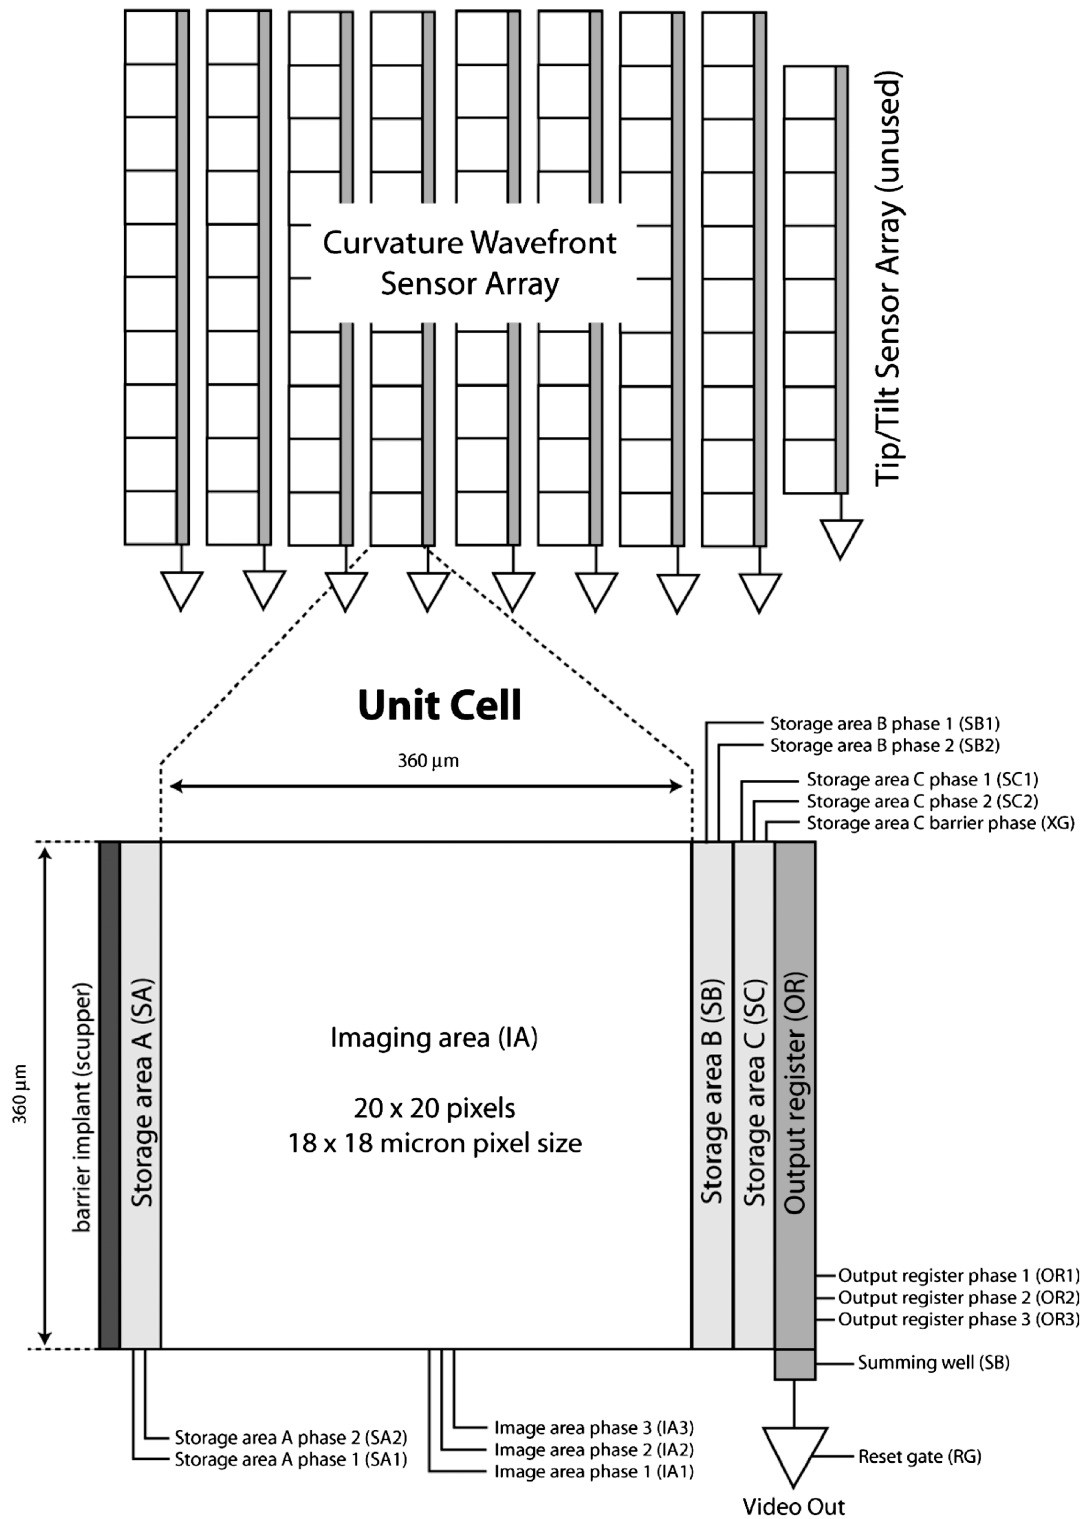 Curvature Wavefront
Sensor Array
Tip/Tilt Sensor Array (unused)
Unit Cell
360 µm
Storage area B phase 1 (SB1)
Storage area B phase 2 (SB2)
Storage area C phase 1 (SC1)
Storage area C phase 2 (SC2)
Storage area C barrier phase (XG)
360 µm
barrier implant (scupper)
Storage area A (SA)
Imaging area (IA)
20 x 20 pixels
18 x 18 micron pixel size
Storage area B (SB)
Storage area C (SC)
Output register (OR)
Output register phase 1 (OR1)
Output register phase 2 (OR2)
Output register phase 3 (OR3)
Summing well (SB)
Storage area A phase 2 (SA2)
Storage area A phase 1 (SA1)
Image area phase 3 (IA3)
Image area phase 2 (IA2)
Image area phase 1 (IA1)
Reset gate (RG)
Video Out